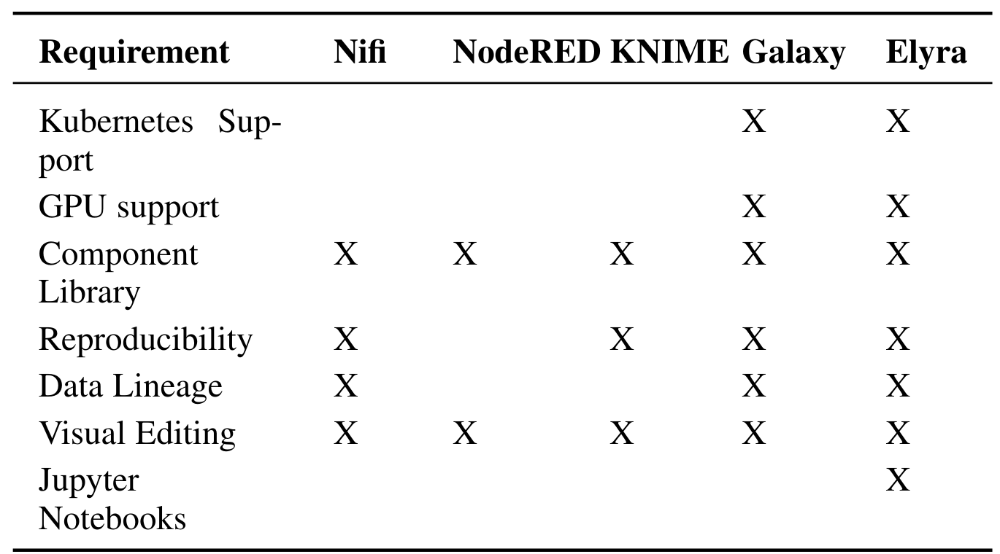 Requirement Nifi NodeRED KNIME Galaxy Elyra
Kubernetes Sup- X X
port
GPU support X X
Component X X X X X
Library
Reproducibility X X X X
Data Lineage X X X
Visual Editing X X X X X
Jupyter X
Notebooks